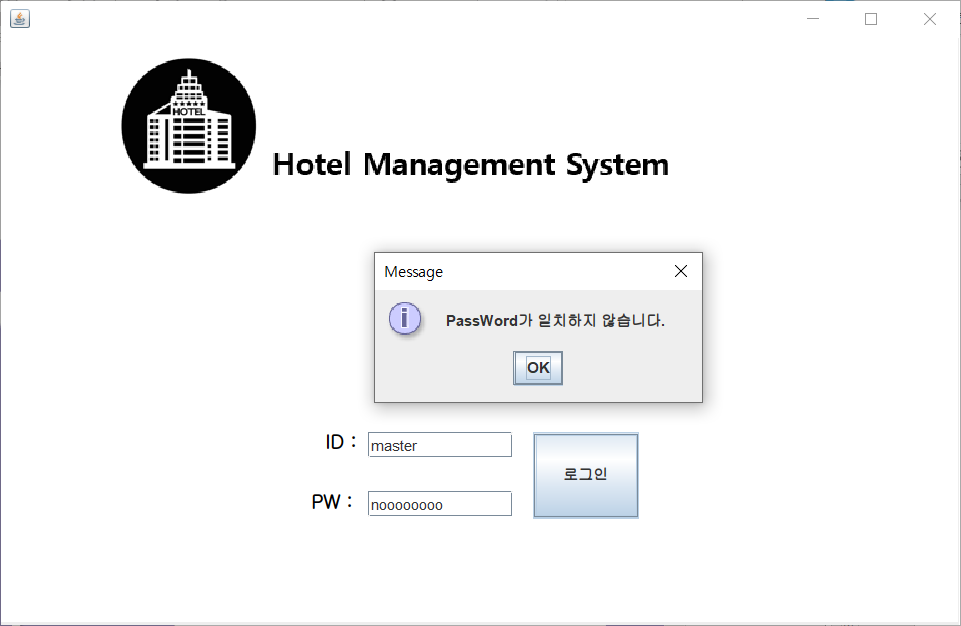 HOTEL
Hotel Management System
Message
PassWord가 일치하지 않습니다.
OK
ID :
master
로그인
PW :
noooooooo